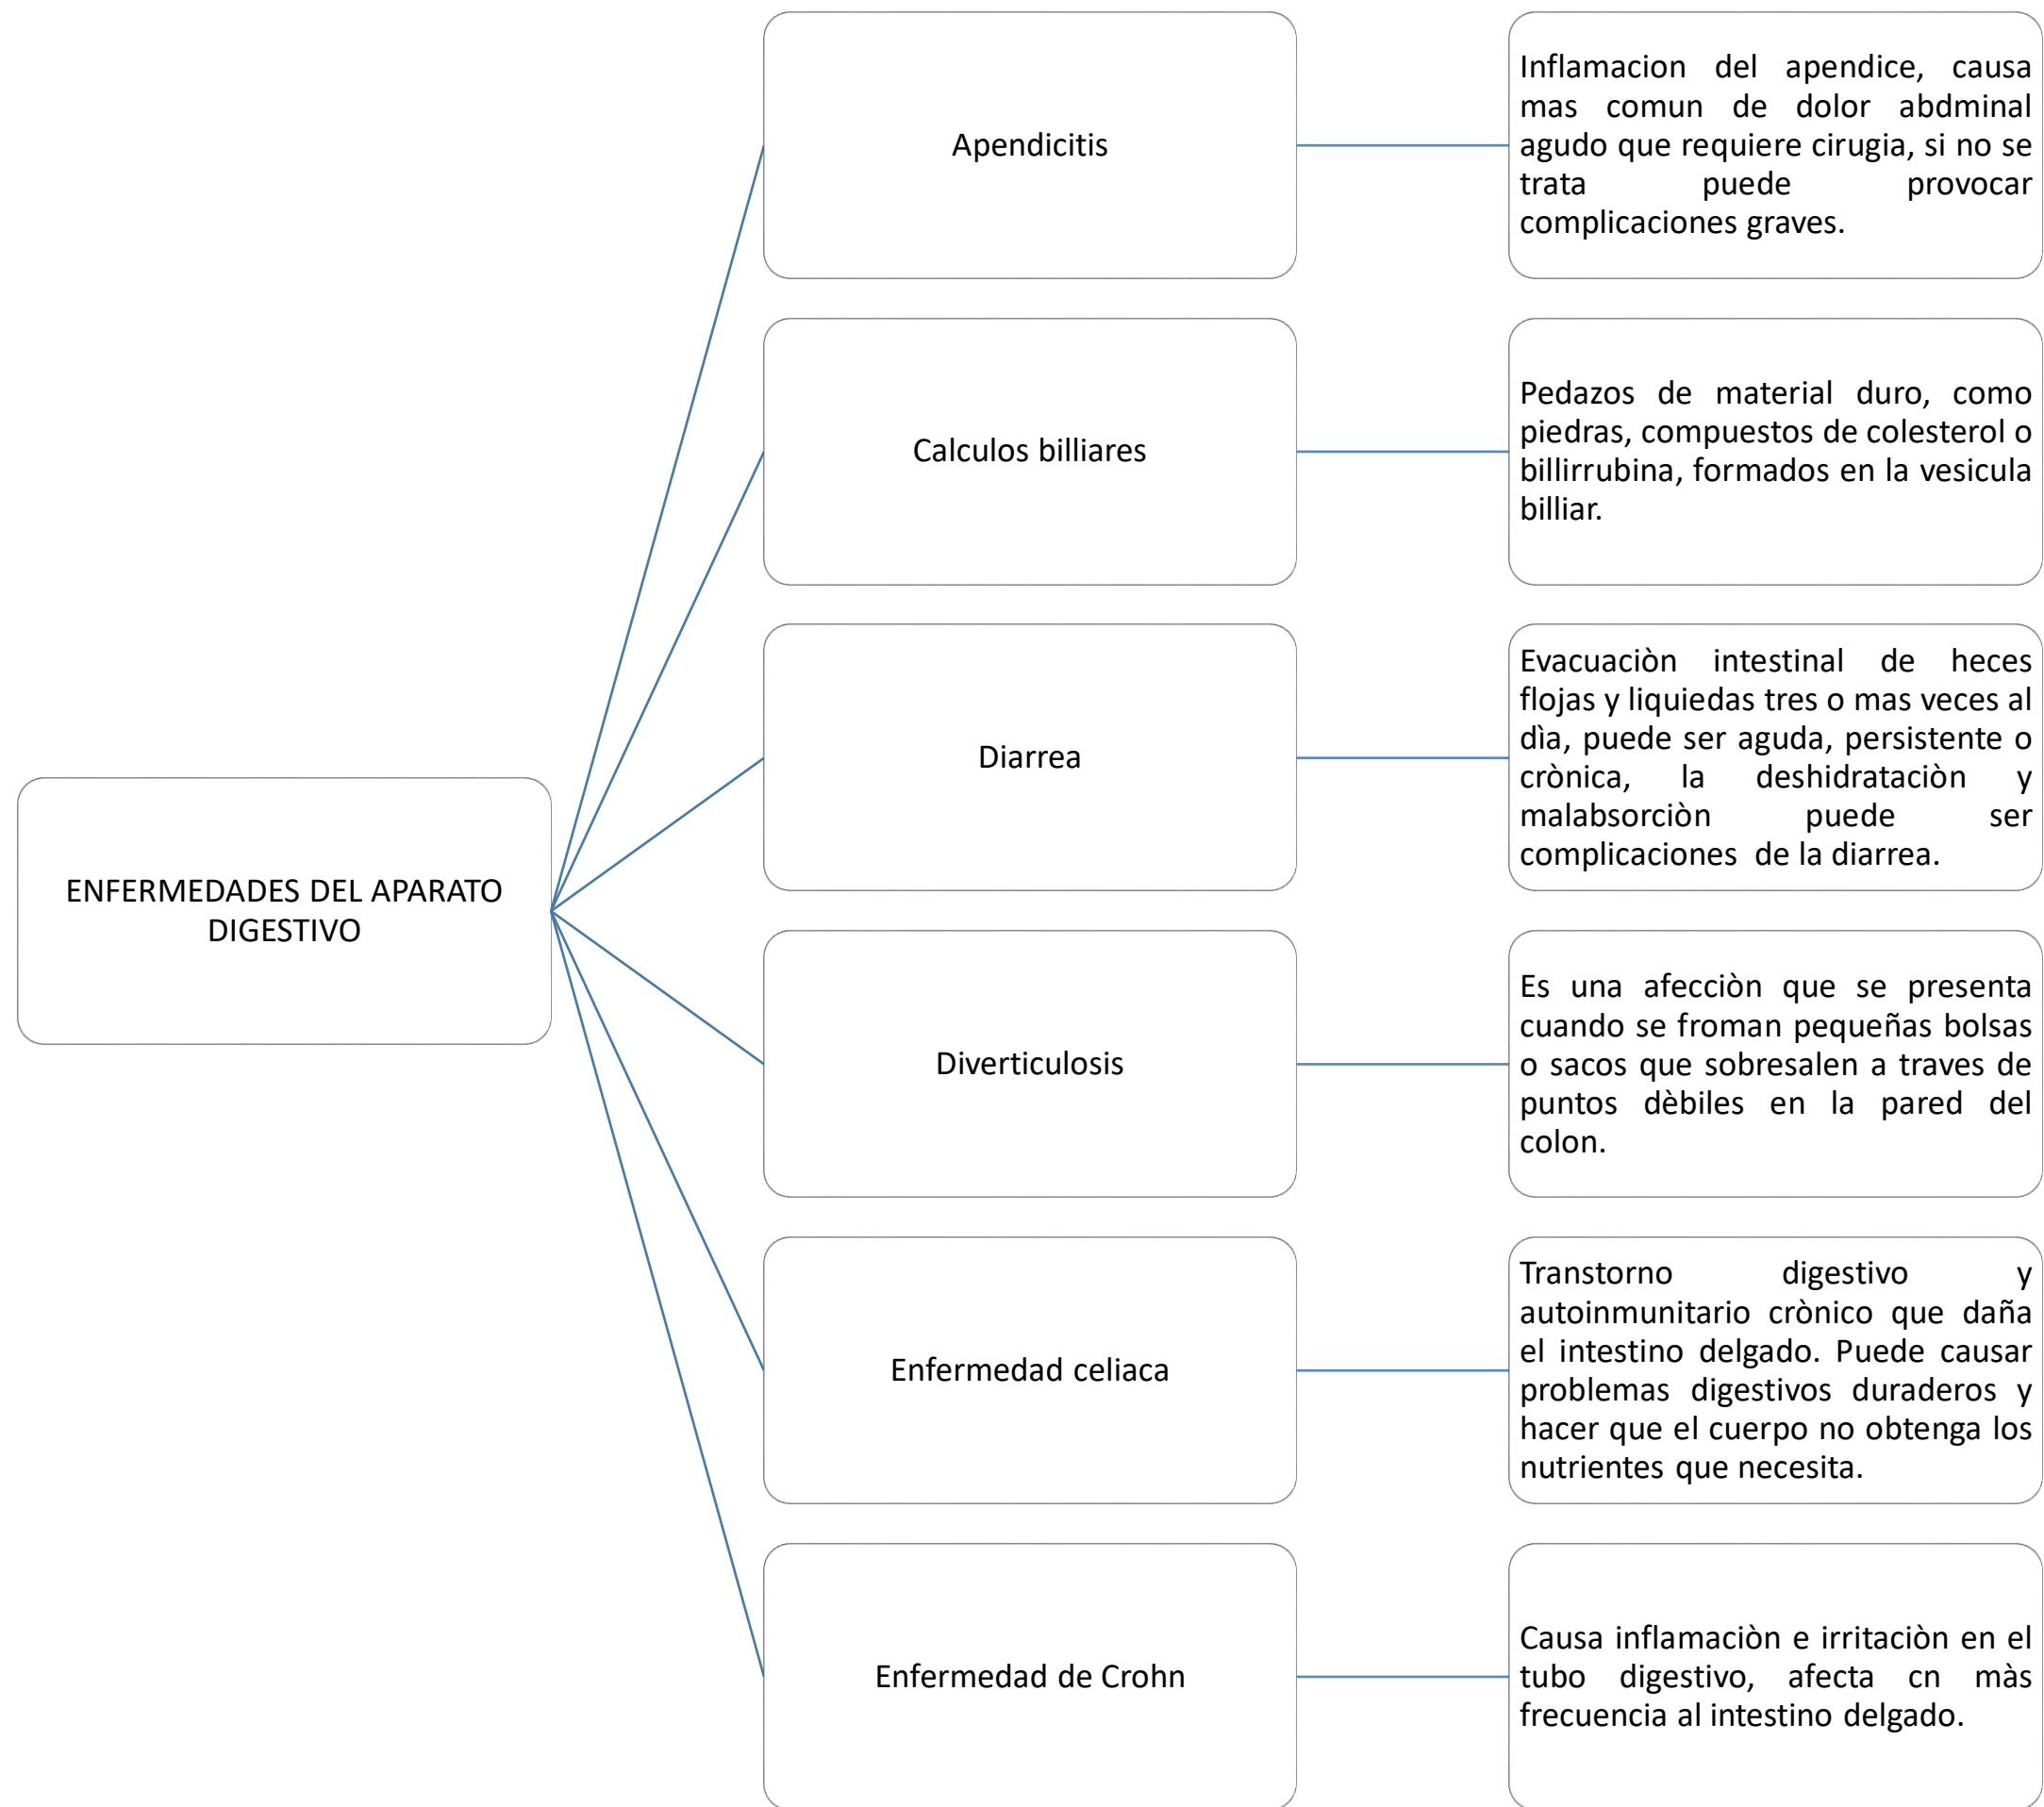 Apendicitis
Inflamacion del apendice, causa
mas comun de dolor abdminal
agudo que requiere cirugia, si no se
trata puede provocar
complicaciones graves.
Calculos billiares
Pedazos de material duro, como
piedras, compuestos de colesterol o
billirrubina, formados en la vesicula
billiar.
Diarrea
Evacuaciòn intestinal de heces
flojas y liquiedas tres o mas veces al
dìa, puede ser aguda, persistente o
crònica, la deshidrataciòn y
malabsorciòn puede ser
complicaciones de la diarrea.
ENFERMEDADES DEL APARATO
DIGESTIVO
Diverticulosis
Es una afecciòn que se presenta
cuando se froman pequeñas bolsas
o sacos que sobresalen a traves de
puntos dèbiles en la pared del
colon.
Enfermedad celiaca
Transtorno digestivo y
autoinmunitario crònico que daña
el intestino delgado. Puede causar
problemas digestivos duraderos y
hacer que el cuerpo no obtenga los
nutrientes que necesita.
Enfermedad de Crohn
Causa inflamaciòn e irritaciòn en el
tubo digestivo, afecta cn màs
frecuencia al intestino delgado.